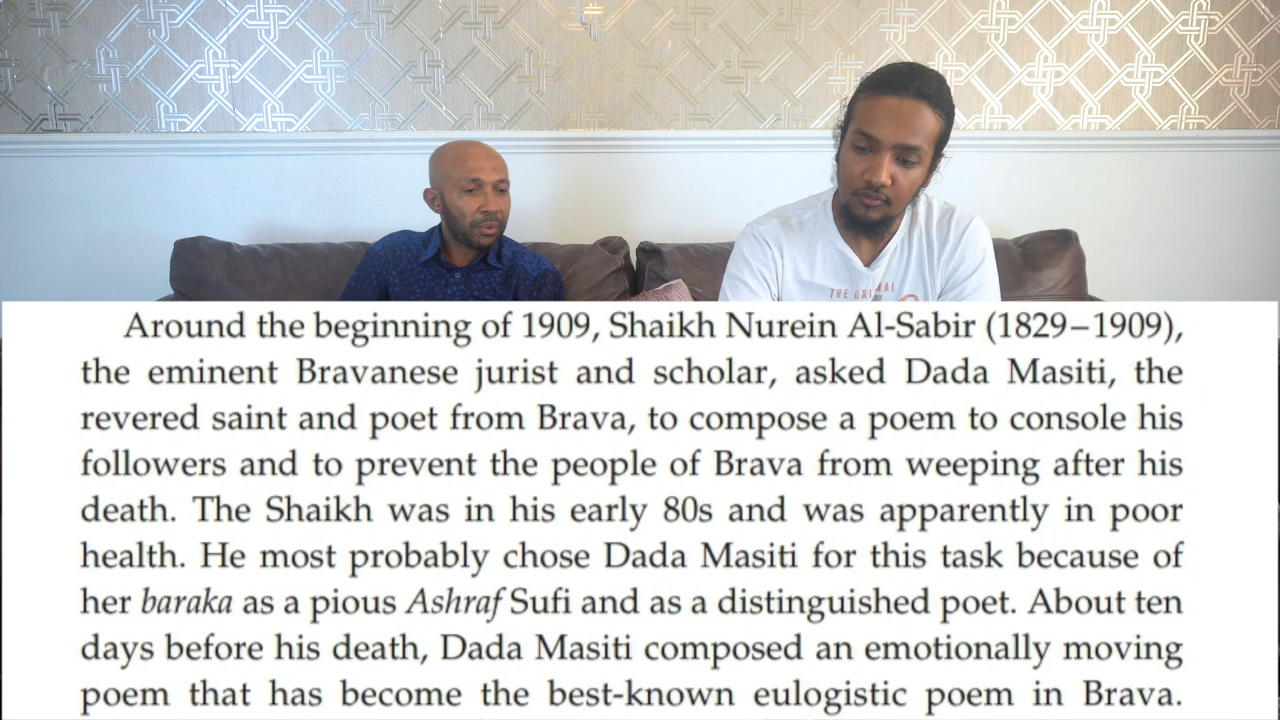 THE ORIGINAL
Around the beginning of 1909, Shaikh Nurein Al-Sabir (1829–1909),
the eminent Bravanese jurist and scholar, asked Dada Masiti, the
revered saint and poet from Brava, to compose a poem to console his
followers and to prevent the people of Brava from weeping after his
death. The Shaikh was in his early 80s and was apparently in poor
health. He most probably chose Dada Masiti for this task because of
her baraka as a pious Ashraf Sufi and as a distinguished poet. About ten
days before his death, Dada Masiti composed an emotionally moving
poem that has become the best-known eulogistic poem in Brava.